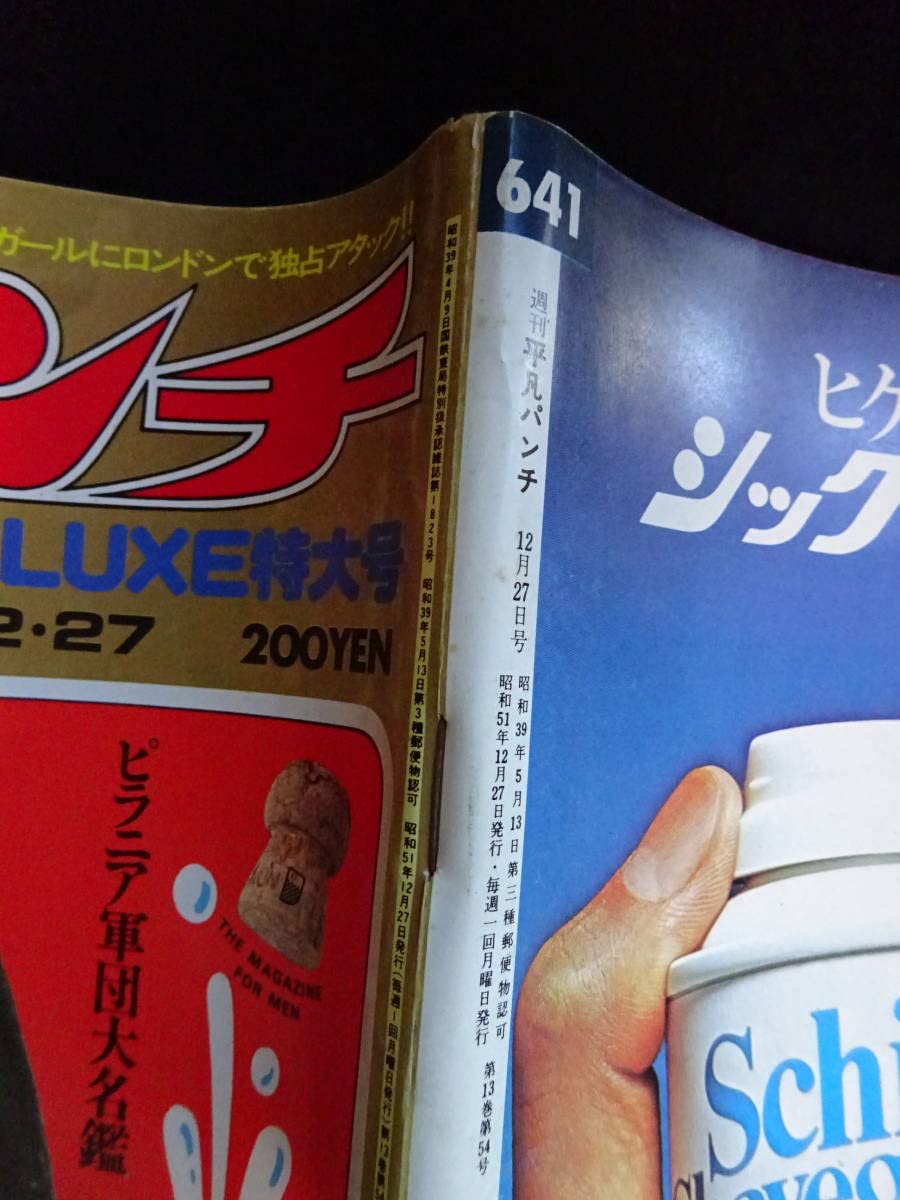 ガールにロンドンで独占アタック!!
ンチ
LUXE特大号
2・27
200YEN
ピラニア軍団大名鑑
THE MAGAZINE
FOR MEN
昭和39年4月9日国鉄東局特別扱承認雑誌第1823号 昭和39年5月13日第3種郵便物認可 昭和51年12月27日発行(毎週1回月曜日発行)第13巻第
641
週刊平凡パンチ 12月27日号
昭和39年5月13日第三種郵便物認可
昭和51年12月27日発行・毎週一回月曜日発行 第13巻第54号
ヒゲ
シック
Schi